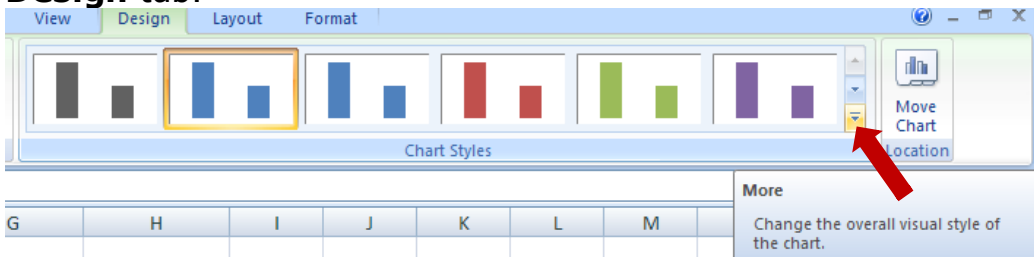 Design tab.
View Design Layout Format
Move
Chart
Chart Styles
Location
More
G H I J K L M
Change the overall visual style of
the chart.